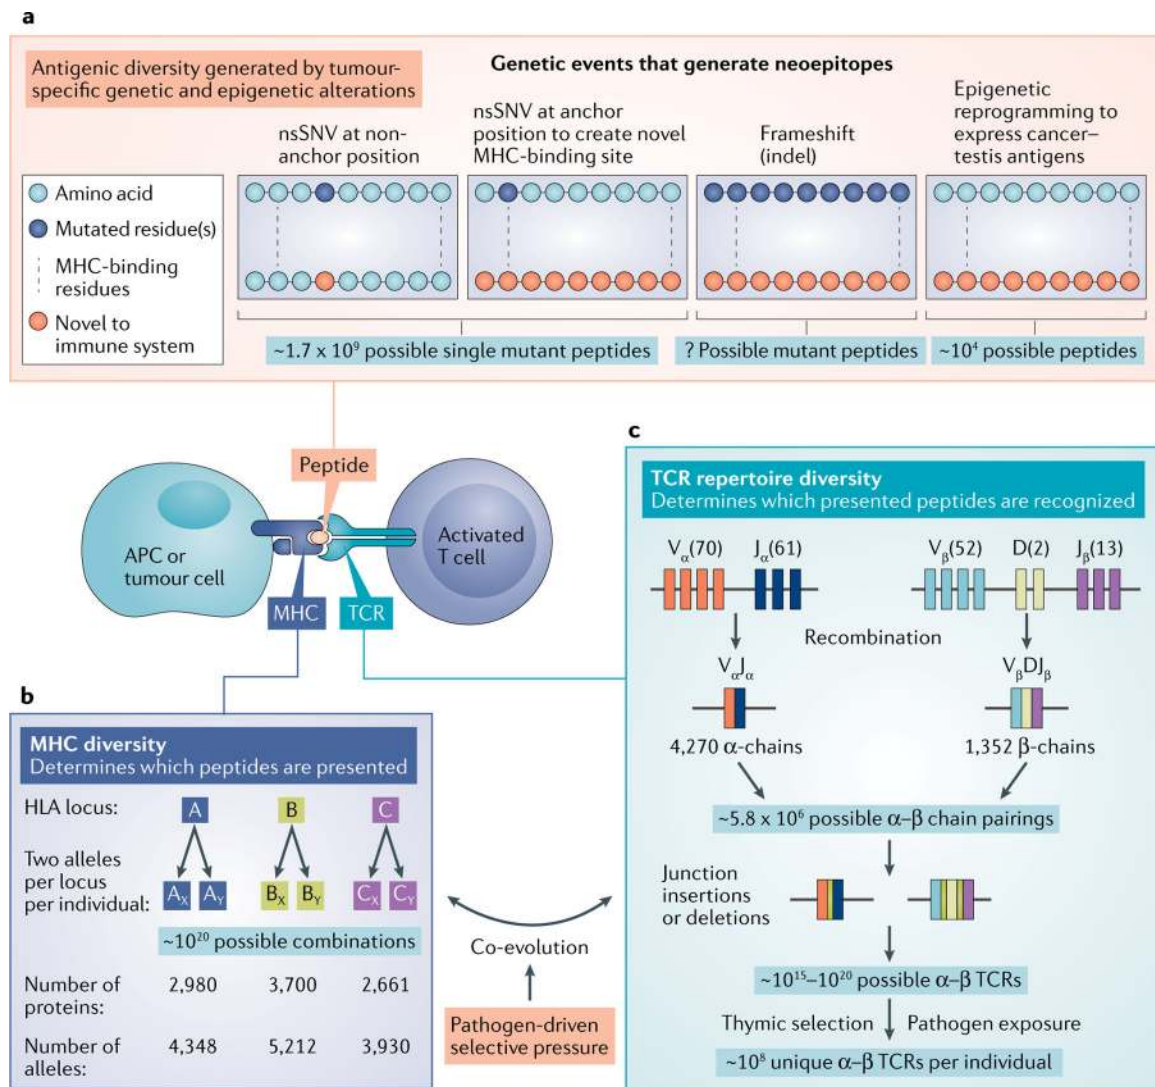 a
Antigenic diversity generated by tumour-
specific genetic and epigenetic alterations
Genetic events that generate neoepitopes
nsSNV at non-
anchor position
nsSNV at anchor
position to create novel
MHC-binding site
Frameshift
(indel)
Epigenetic
reprogramming to
express cancer–
testis antigens
Amino acid
Mutated residue(s)
MHC-binding
residues
Novel to
immune system
~1.7 x 10⁹ possible single mutant peptides
? Possible mutant peptides
~10⁴ possible peptides
Peptide
APC or
tumour cell
Activated
T cell
MHC
TCR
b
MHC diversity
Determines which peptides are presented
HLA locus:
A
B
C
Two alleles
per locus
per individual:
Aₓ
Aᵧ
Bₓ
Bᵧ
Cₓ
Cᵧ
~10²⁰ possible combinations
Number of
proteins:
2,980
3,700
2,661
Number of
alleles:
4,348
5,212
3,930
Co-evolution
Pathogen-driven
selective pressure
c
TCR repertoire diversity
Determines which presented peptides are recognized
Vα(70)
Jα(61)
Vβ(52)
D(2)
Jβ(13)
Recombination
VαJα
VβDJβ
4,270 α-chains
1,352 β-chains
~5.8 x 10⁶ possible α–β chain pairings
Junction
insertions
or deletions
~10¹⁵–10²⁰ possible α–β TCRs
Thymic selection
Pathogen exposure
~10⁸ unique α–β TCRs per individual